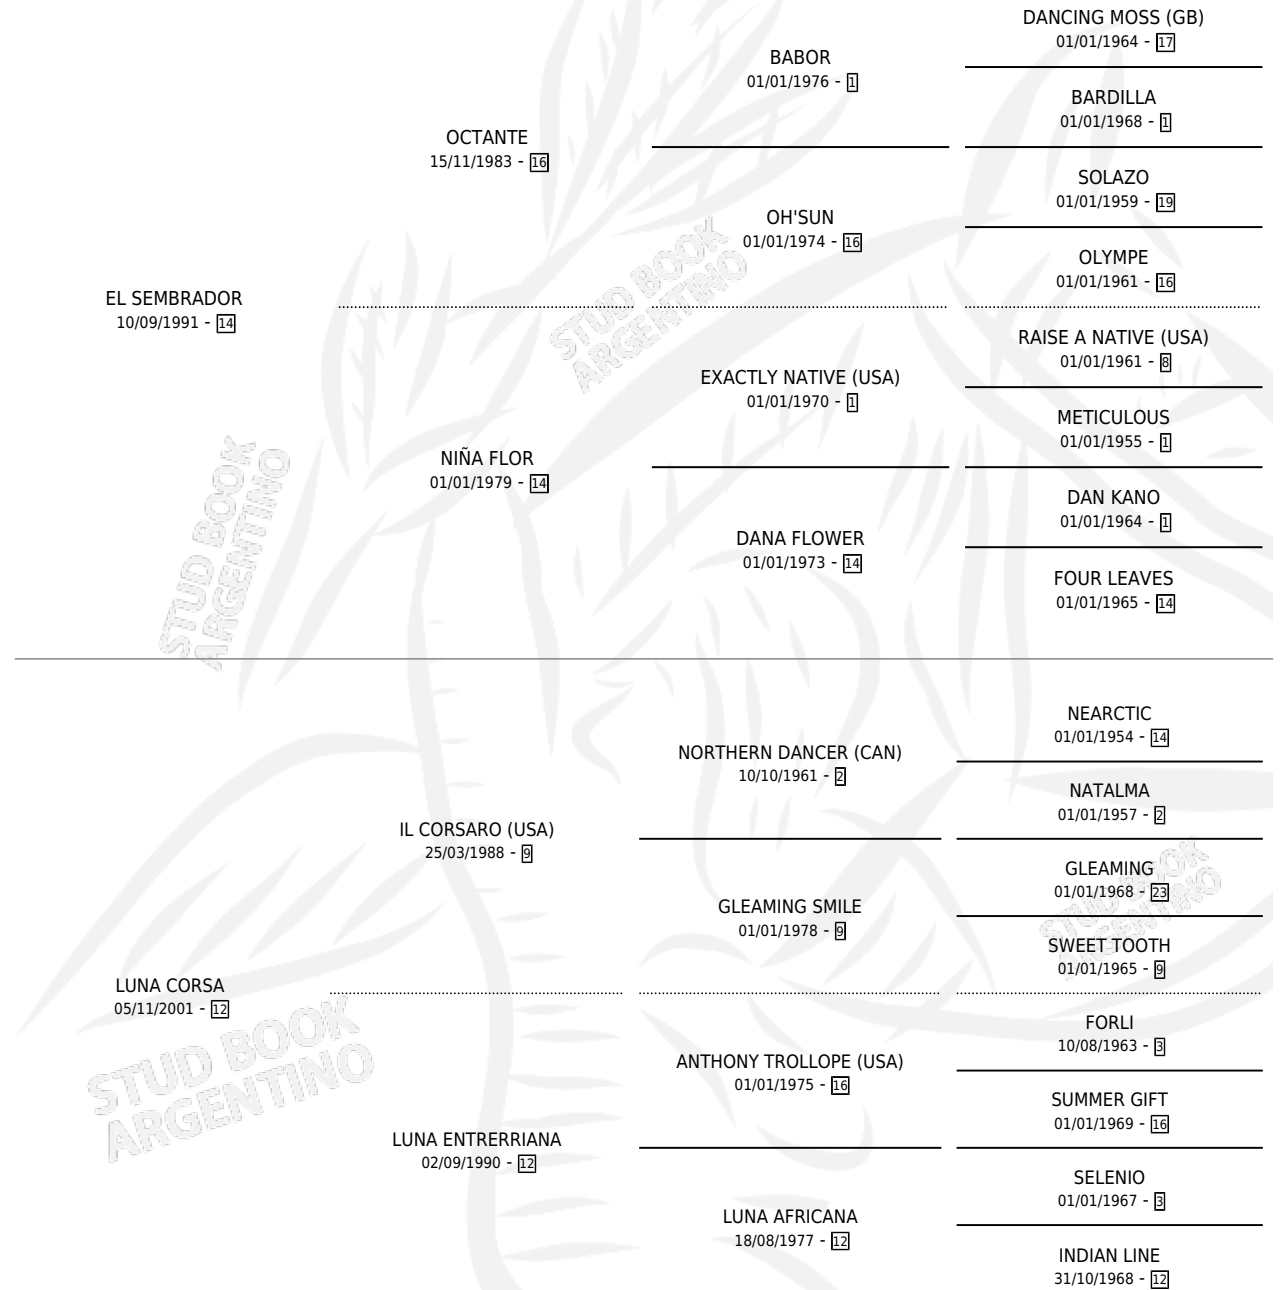 EL SEMBRADOR
10/09/1991 - 14
OCTANTE
15/11/1983 - 16
BABOR
01/01/1976 - 1
DANCING MOSS (GB)
01/01/1964 - 17
BARDILLA
01/01/1968 - 1
OH'SUN
01/01/1974 - 16
SOLAZO
01/01/1959 - 19
OLYMPE
01/01/1961 - 16
NIÑA FLOR
01/01/1979 - 14
EXACTLY NATIVE (USA)
01/01/1970 - 1
RAISE A NATIVE (USA)
01/01/1961 - 8
METICULOUS
01/01/1955 - 1
DANA FLOWER
01/01/1973 - 14
DAN KANO
01/01/1964 - 1
FOUR LEAVES
01/01/1965 - 14
LUNA CORSA
05/11/2001 - 12
IL CORSARO (USA)
25/03/1988 - 9
NORTHERN DANCER (CAN)
10/10/1961 - 2
NEARCTIC
01/01/1954 - 14
NATALMA
01/01/1957 - 2
GLEAMING SMILE
01/01/1978 - 9
GLEAMING
01/01/1968 - 23
SWEET TOOTH
01/01/1965 - 9
LUNA ENTRERRIANA
02/09/1990 - 12
ANTHONY TROLLOPE (USA)
01/01/1975 - 16
FORLI
10/08/1963 - 3
SUMMER GIFT
01/01/1969 - 16
LUNA AFRICANA
18/08/1977 - 12
SELENIO
01/01/1967 - 3
INDIAN LINE
31/10/1968 - 12
STUD BOOK
ARGENTINO
STUD BOOK
ARGENTINO
STUD BOOK
ARGENTINO
STUD BOOK
ARGENTINO